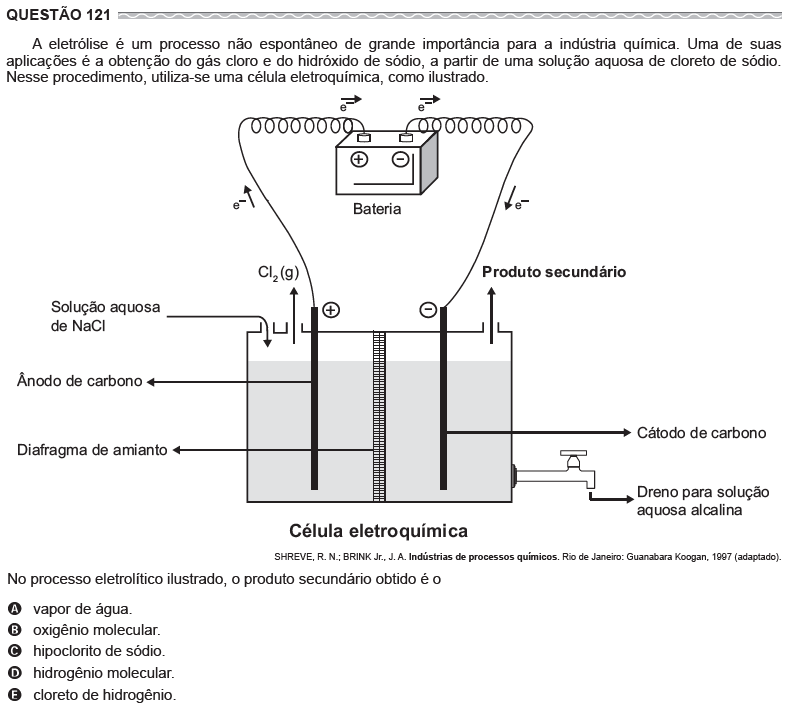 QUESTÃO 121
A eletrólise é um processo não espontâneo de grande importância para a indústria química. Uma de suas
aplicações é a obtenção do gás cloro e do hidróxido de sódio, a partir de uma solução aquosa de cloreto de sódio.
Nesse procedimento, utiliza-se uma célula eletroquímica, como ilustrado.
e−
e−
+
−
Bateria
e−
e−
Cl2(g)
Produto secundário
+
−
Solução aquosa
de NaCl
Ânodo de carbono
Diafragma de amianto
Cátodo de carbono
Dreno para solução
aquosa alcalina
Célula eletroquímica
SHREVE, R. N.; BRINK Jr., J. A. Indústrias de processos químicos. Rio de Janeiro: Guanabara Koogan, 1997 (adaptado).
No processo eletrolítico ilustrado, o produto secundário obtido é o
A vapor de água.
B oxigênio molecular.
C hipoclorito de sódio.
D hidrogênio molecular.
E cloreto de hidrogênio.